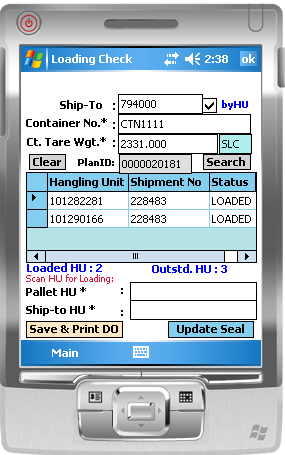 Loading Check 2:38 ok
Ship-To : 794000 byHU
Container No.* : CTN1111
Ct. Tare Wgt.* : 2331.000 SLC
Clear PlanID: 0000020181 Search
Hangling Unit Shipment No Status
101282281 228483 LOADED
101290166 228483 LOADED
Loaded HU : 2 Outstd. HU : 3
Scan HU for Loading:
Pallet HU * :
Ship-to HU * :
Save & Print DO Update Seal
Main